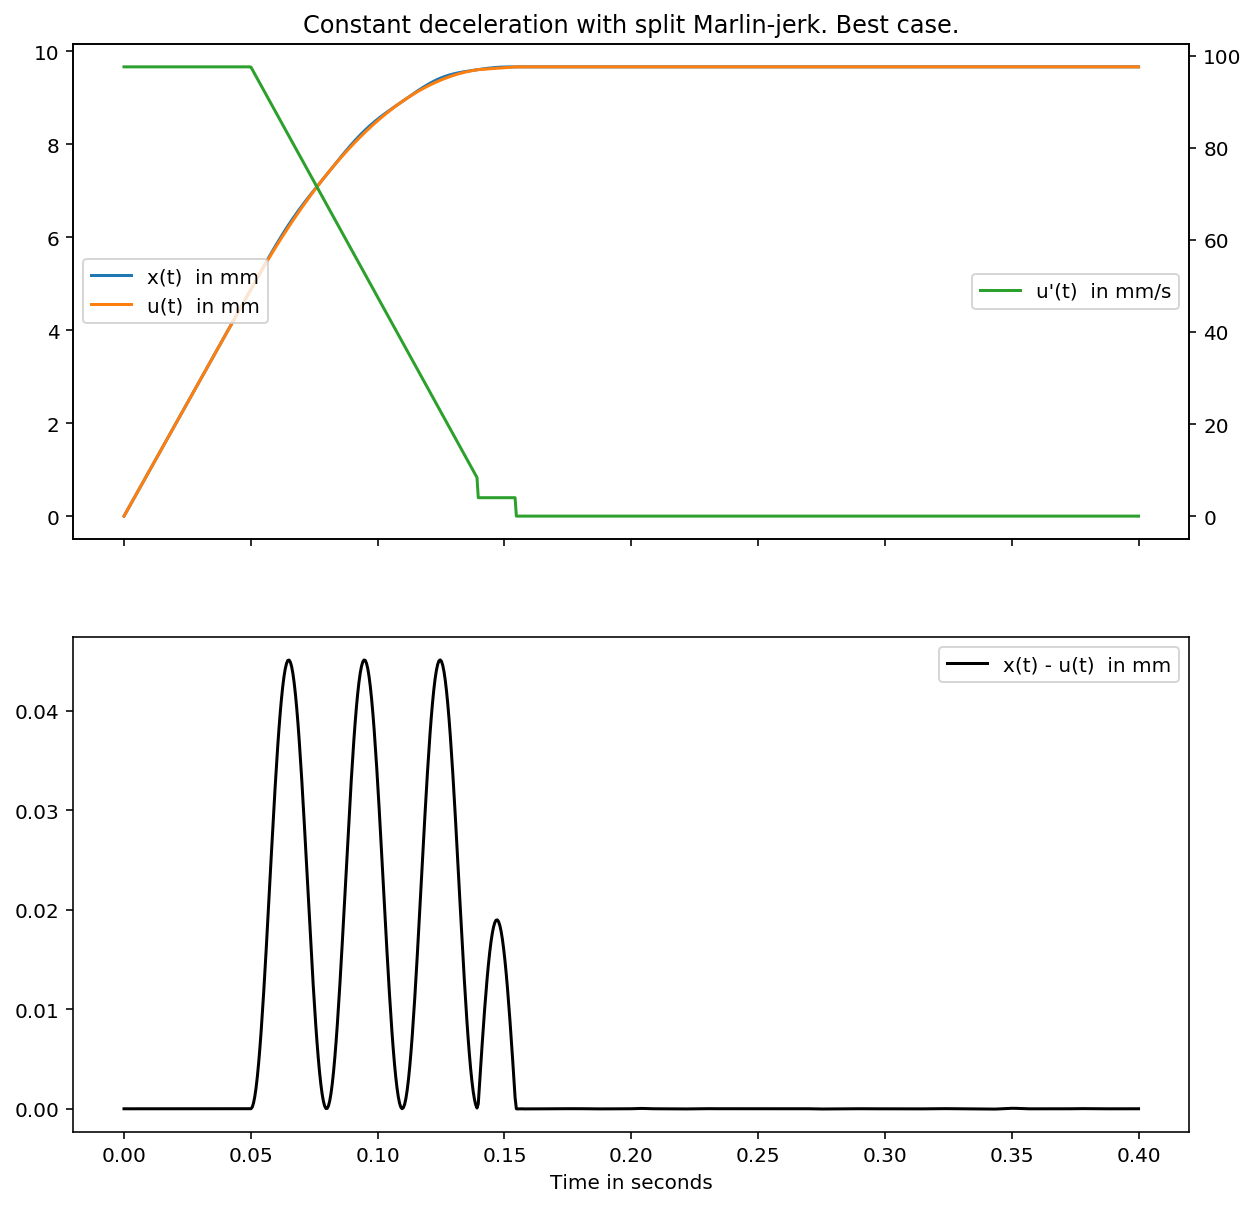 Constant deceleration with split Marlin-jerk. Best case.
10
8
6
4
2
0
x(t)  in mm
u(t)  in mm
u'(t)  in mm/s
100
80
60
40
20
0
x(t) - u(t)  in mm
0.04
0.03
0.02
0.01
0.00
0.00 0.05 0.10 0.15 0.20 0.25 0.30 0.35 0.40
Time in seconds